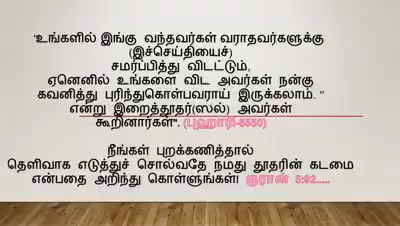 'உங்களில் இங்கு வந்தவர்கள் வராதவர்களுக்கு
(இச்செய்தியைச்)
சமர்ப்பித்து விடட்டும்,
ஏனெனில் உங்களை விட அவர்கள் நன்கு
கவனித்து புரிந்துகொள்பவராய் இருக்கலாம். ''
என்று இறைத்தூதர்(ஸல்) அவர்கள்
கூறினார்கள்". (புஹாரி-5550)
நீங்கள் புறக்கணித்தால்
தெளிவாக எடுத்துச் சொல்வதே நமது தூதரின் கடமை
என்பதை அறிந்து கொள்ளுங்கள்! குரான் 5:92.....